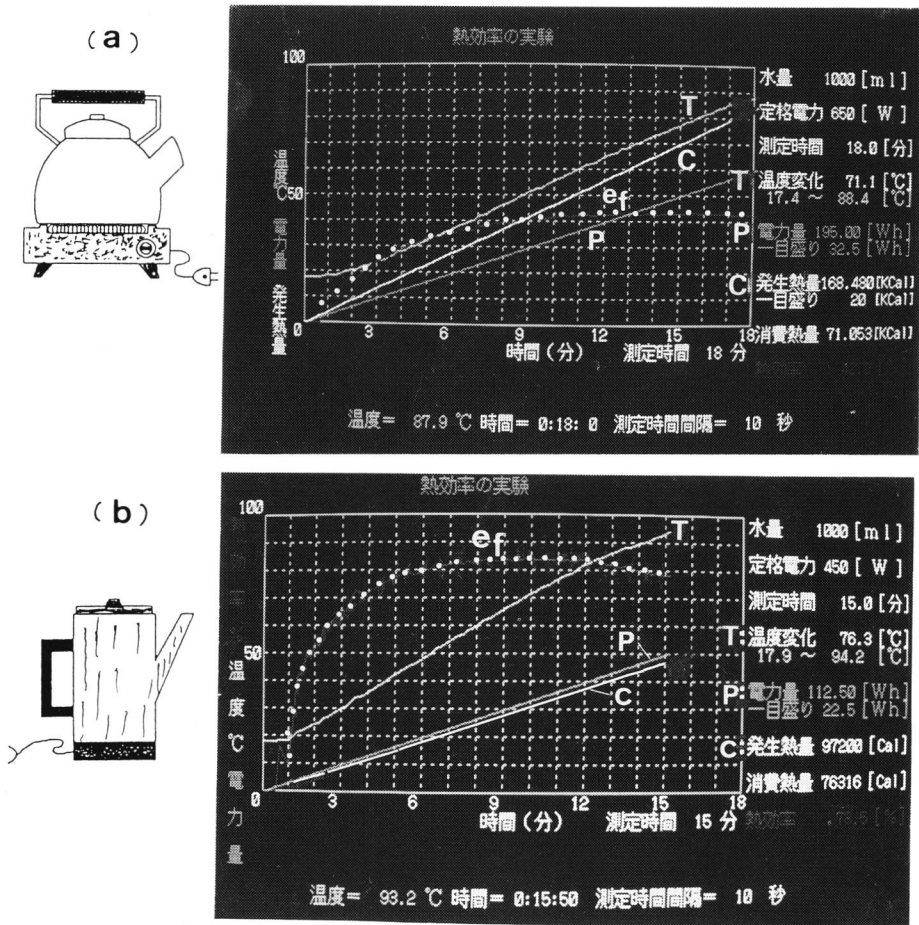 (a)
熱効率の実験
100
50
0
温度℃ 電力量 発生熱量
T
C
ef
P
3 6 9 12 15 18
時間(分) 測定時間 18 分
水量 1000 [ml]
定格電力 650 [ W ]
測定時間 18.0 [分]
T 温度変化 71.1 [℃]
17.4 ~ 88.4 [℃]
P 電力量 195.00 [Wh]
一目盛り 32.5 [Wh]
C 発生熱量 168.480 [KCal]
一目盛り 20 [KCal]
消費熱量 71.053 [KCal]
温度= 87.9 ℃ 時間= 0:18: 0 測定時間間隔= 10 秒
(b)
熱効率の実験
100
50
0
温度℃ 電力量
ef
T
P
C
3 6 9 12 15 18
時間(分) 測定時間 15 分
水量 1000 [ml]
定格電力 450 [ W ]
測定時間 15.0 [分]
T: 温度変化 76.3 [℃]
17.9 ~ 94.2 [℃]
P: 電力量 112.50 [Wh]
一目盛り 22.5 [Wh]
C: 発生熱量 97200 [Cal]
消費熱量 76316 [Cal]
熱効率
温度= 93.2 ℃ 時間= 0:15:50 測定時間間隔= 10 秒